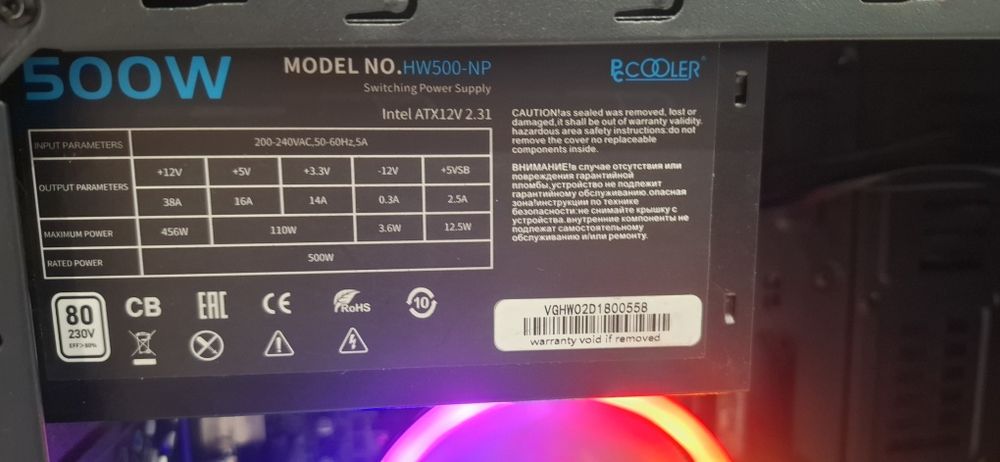 500W
MODEL NO.HW500-NP
Switching Power Supply
Intel ATX12V 2.31
PCCOOLER®
INPUT PARAMETERS 200-240VAC,50-60Hz,5A
OUTPUT PARAMETERS +12V +5V +3.3V -12V +5VSB
38A 16A 14A 0.3A 2.5A
MAXIMUM POWER 456W 110W 3.6W 12.5W
RATED POWER 500W
CAUTION!as sealed was removed, lost or
damaged,it shall be out of warranty validity.
hazardous area safety instructions:do not
remove the cover no replaceable
components inside.
ВНИМАНИЕ!в случае отсутствия или
повреждения гарантийной
пломбы,устройство не подлежит
гарантийному обслуживанию.опасная
зона!инструкции по технике
безопасности:не снимайте крышку с
устройства.внутренние компоненты не
подлежат самостоятельному
обслуживанию и/или ремонту.
80
230V
EFF>80%
CB
EAC
CE
RoHS
10
VGHW02D1800558
warranty void if removed